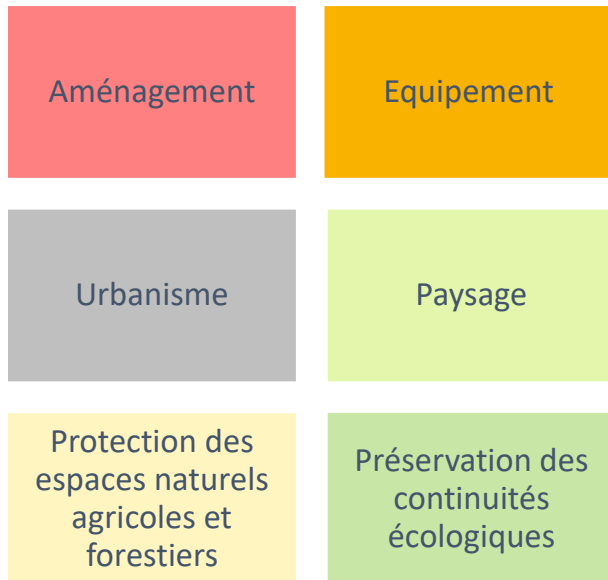 Aménagement
Equipement
Urbanisme
Paysage
Protection des
espaces naturels
agricoles et
forestiers
Préservation des
continuités
écologiques